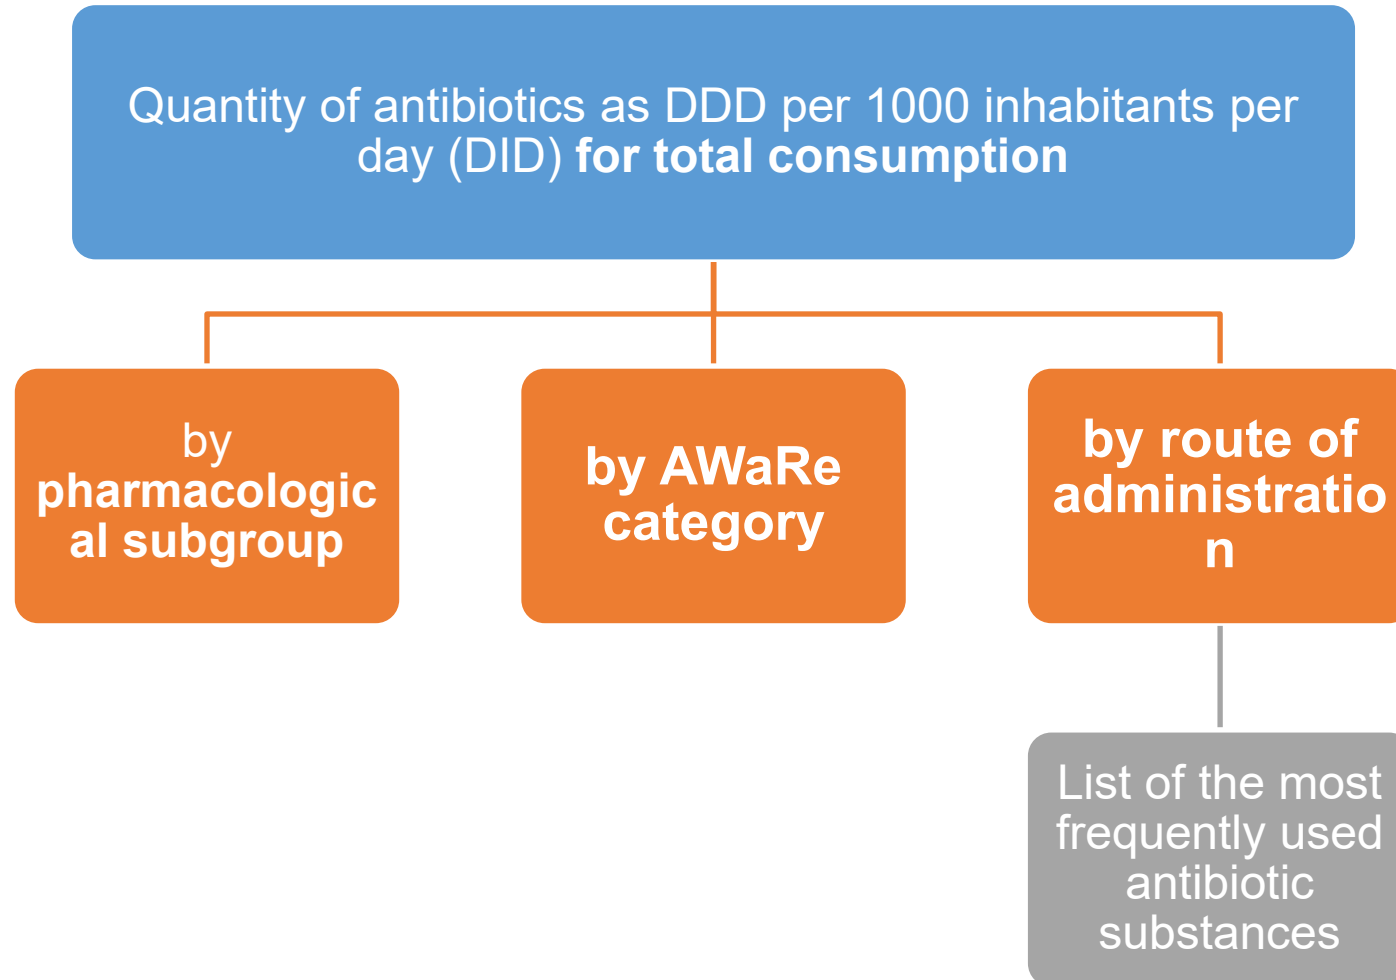 Quantity of antibiotics as DDD per 1000 inhabitants per
day (DID) for total consumption
by
pharmacologic
al subgroup
by AWaRe
category
by route of
administratio
n
List of the most
frequently used
antibiotic
substances